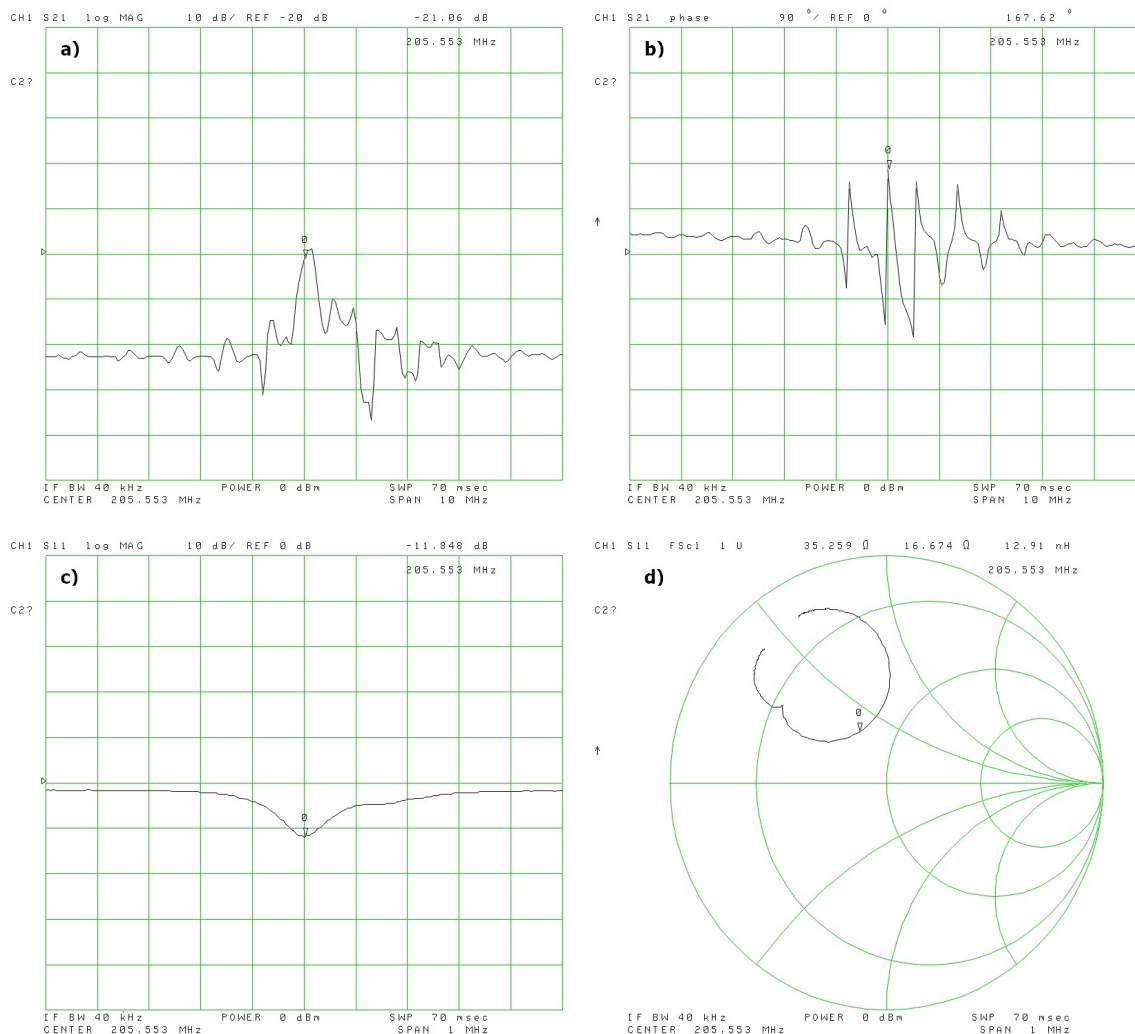 CH1 S21 log MAG 10 dB/ REF -20 dB -21.06 dB
205.553 MHz
a)
C2?
0
IF BW 40 kHz POWER 0 dBm SWP 70 msec
CENTER 205.553 MHz SPAN 10 MHz
CH1 S21 phase 90 °/ REF 0 ° 167.62 °
205.553 MHz
b)
C2?
0
IF BW 40 kHz POWER 0 dBm SWP 70 msec
CENTER 205.553 MHz SPAN 10 MHz
CH1 S11 log MAG 10 dB/ REF 0 dB -11.848 dB
205.553 MHz
c)
C2?
0
IF BW 40 kHz POWER 0 dBm SWP 70 msec
CENTER 205.553 MHz SPAN 1 MHz
CH1 S11 FScl 1 U 35.259 Ω 16.674 Ω 12.91 nH
205.553 MHz
d)
C2?
0
IF BW 40 kHz POWER 0 dBm SWP 70 msec
CENTER 205.553 MHz SPAN 1 MHz